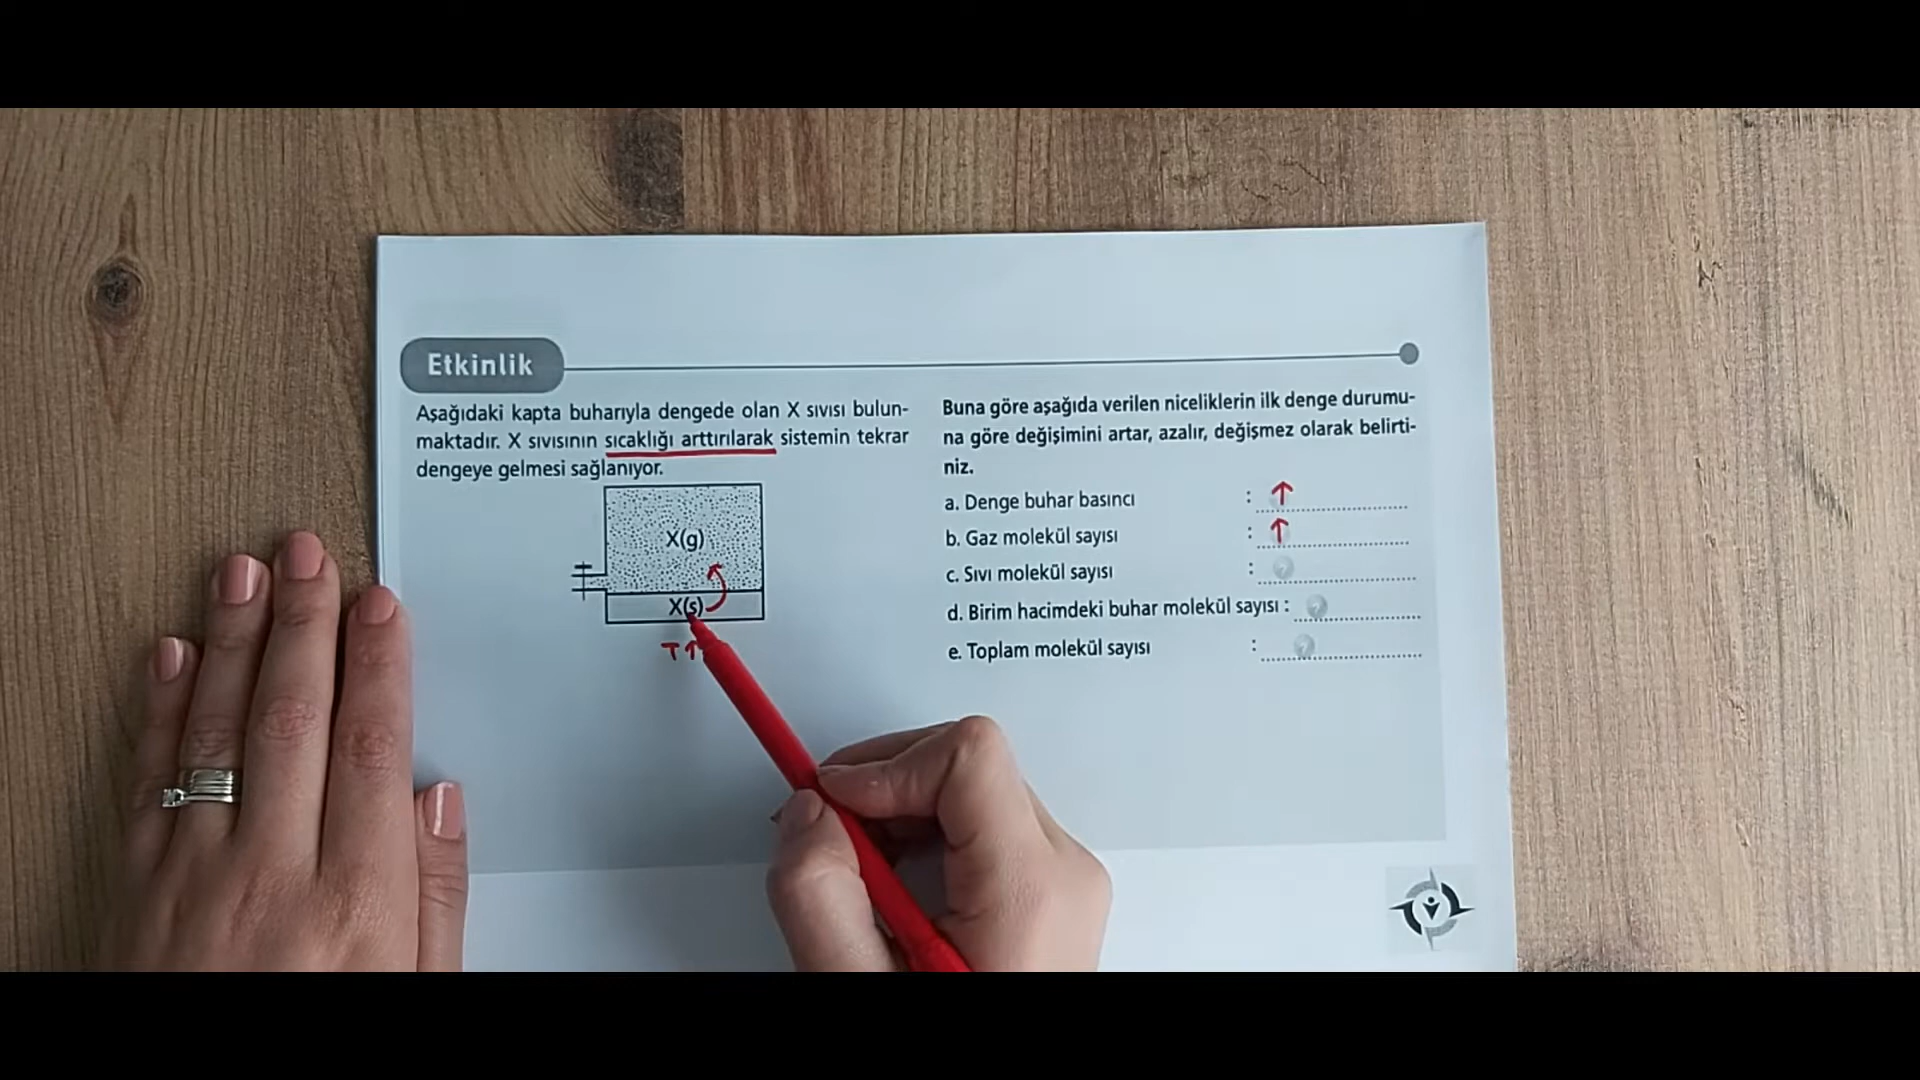 Etkinlik
Aşağıdaki kapta buharıyla dengede olan X sıvısı bulun-
maktadır. X sıvısının sıcaklığı arttırılarak sistemin tekrar
dengeye gelmesi sağlanıyor.
X(g)
X(s)
T↑
Buna göre aşağıda verilen niceliklerin ilk denge durumu-
na göre değişimini artar, azalır, değişmez olarak belirti-
niz.
a. Denge buhar basıncı : ↑
b. Gaz molekül sayısı : ↑
c. Sıvı molekül sayısı : ?
d. Birim hacimdeki buhar molekül sayısı : ?
e. Toplam molekül sayısı : ?